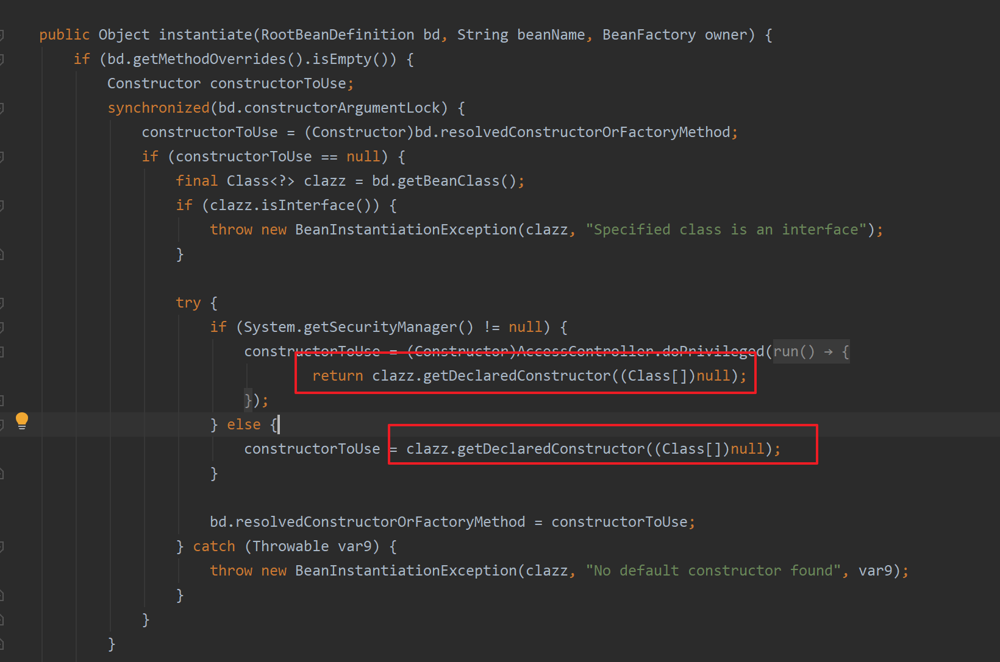 public Object instantiate(RootBeanDefinition bd, String beanName, BeanFactory owner) {
if (bd.getMethodOverrides().isEmpty()) {
Constructor constructorToUse;
synchronized(bd.constructorArgumentLock) {
constructorToUse = (Constructor)bd.resolvedConstructorOrFactoryMethod;
if (constructorToUse == null) {
final Class<?> clazz = bd.getBeanClass();
if (clazz.isInterface()) {
throw new BeanInstantiationException(clazz, "Specified class is an interface");
}
try {
if (System.getSecurityManager() != null) {
constructorToUse = (Constructor)AccessController.doPrivileged(run() → {
return clazz.getDeclaredConstructor((Class[])null);
});
} else {
constructorToUse = clazz.getDeclaredConstructor((Class[])null);
}
bd.resolvedConstructorOrFactoryMethod = constructorToUse;
} catch (Throwable var9) {
throw new BeanInstantiationException(clazz, "No default constructor found", var9);
}
}
}